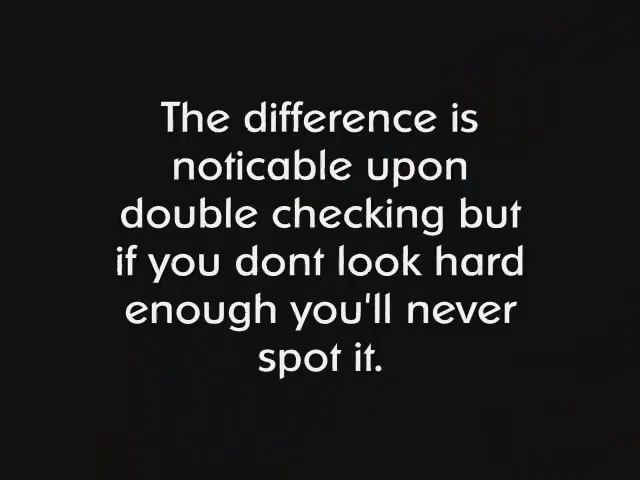 The difference is
noticable upon
double checking but
if you dont look hard
enough you'll never
spot it.